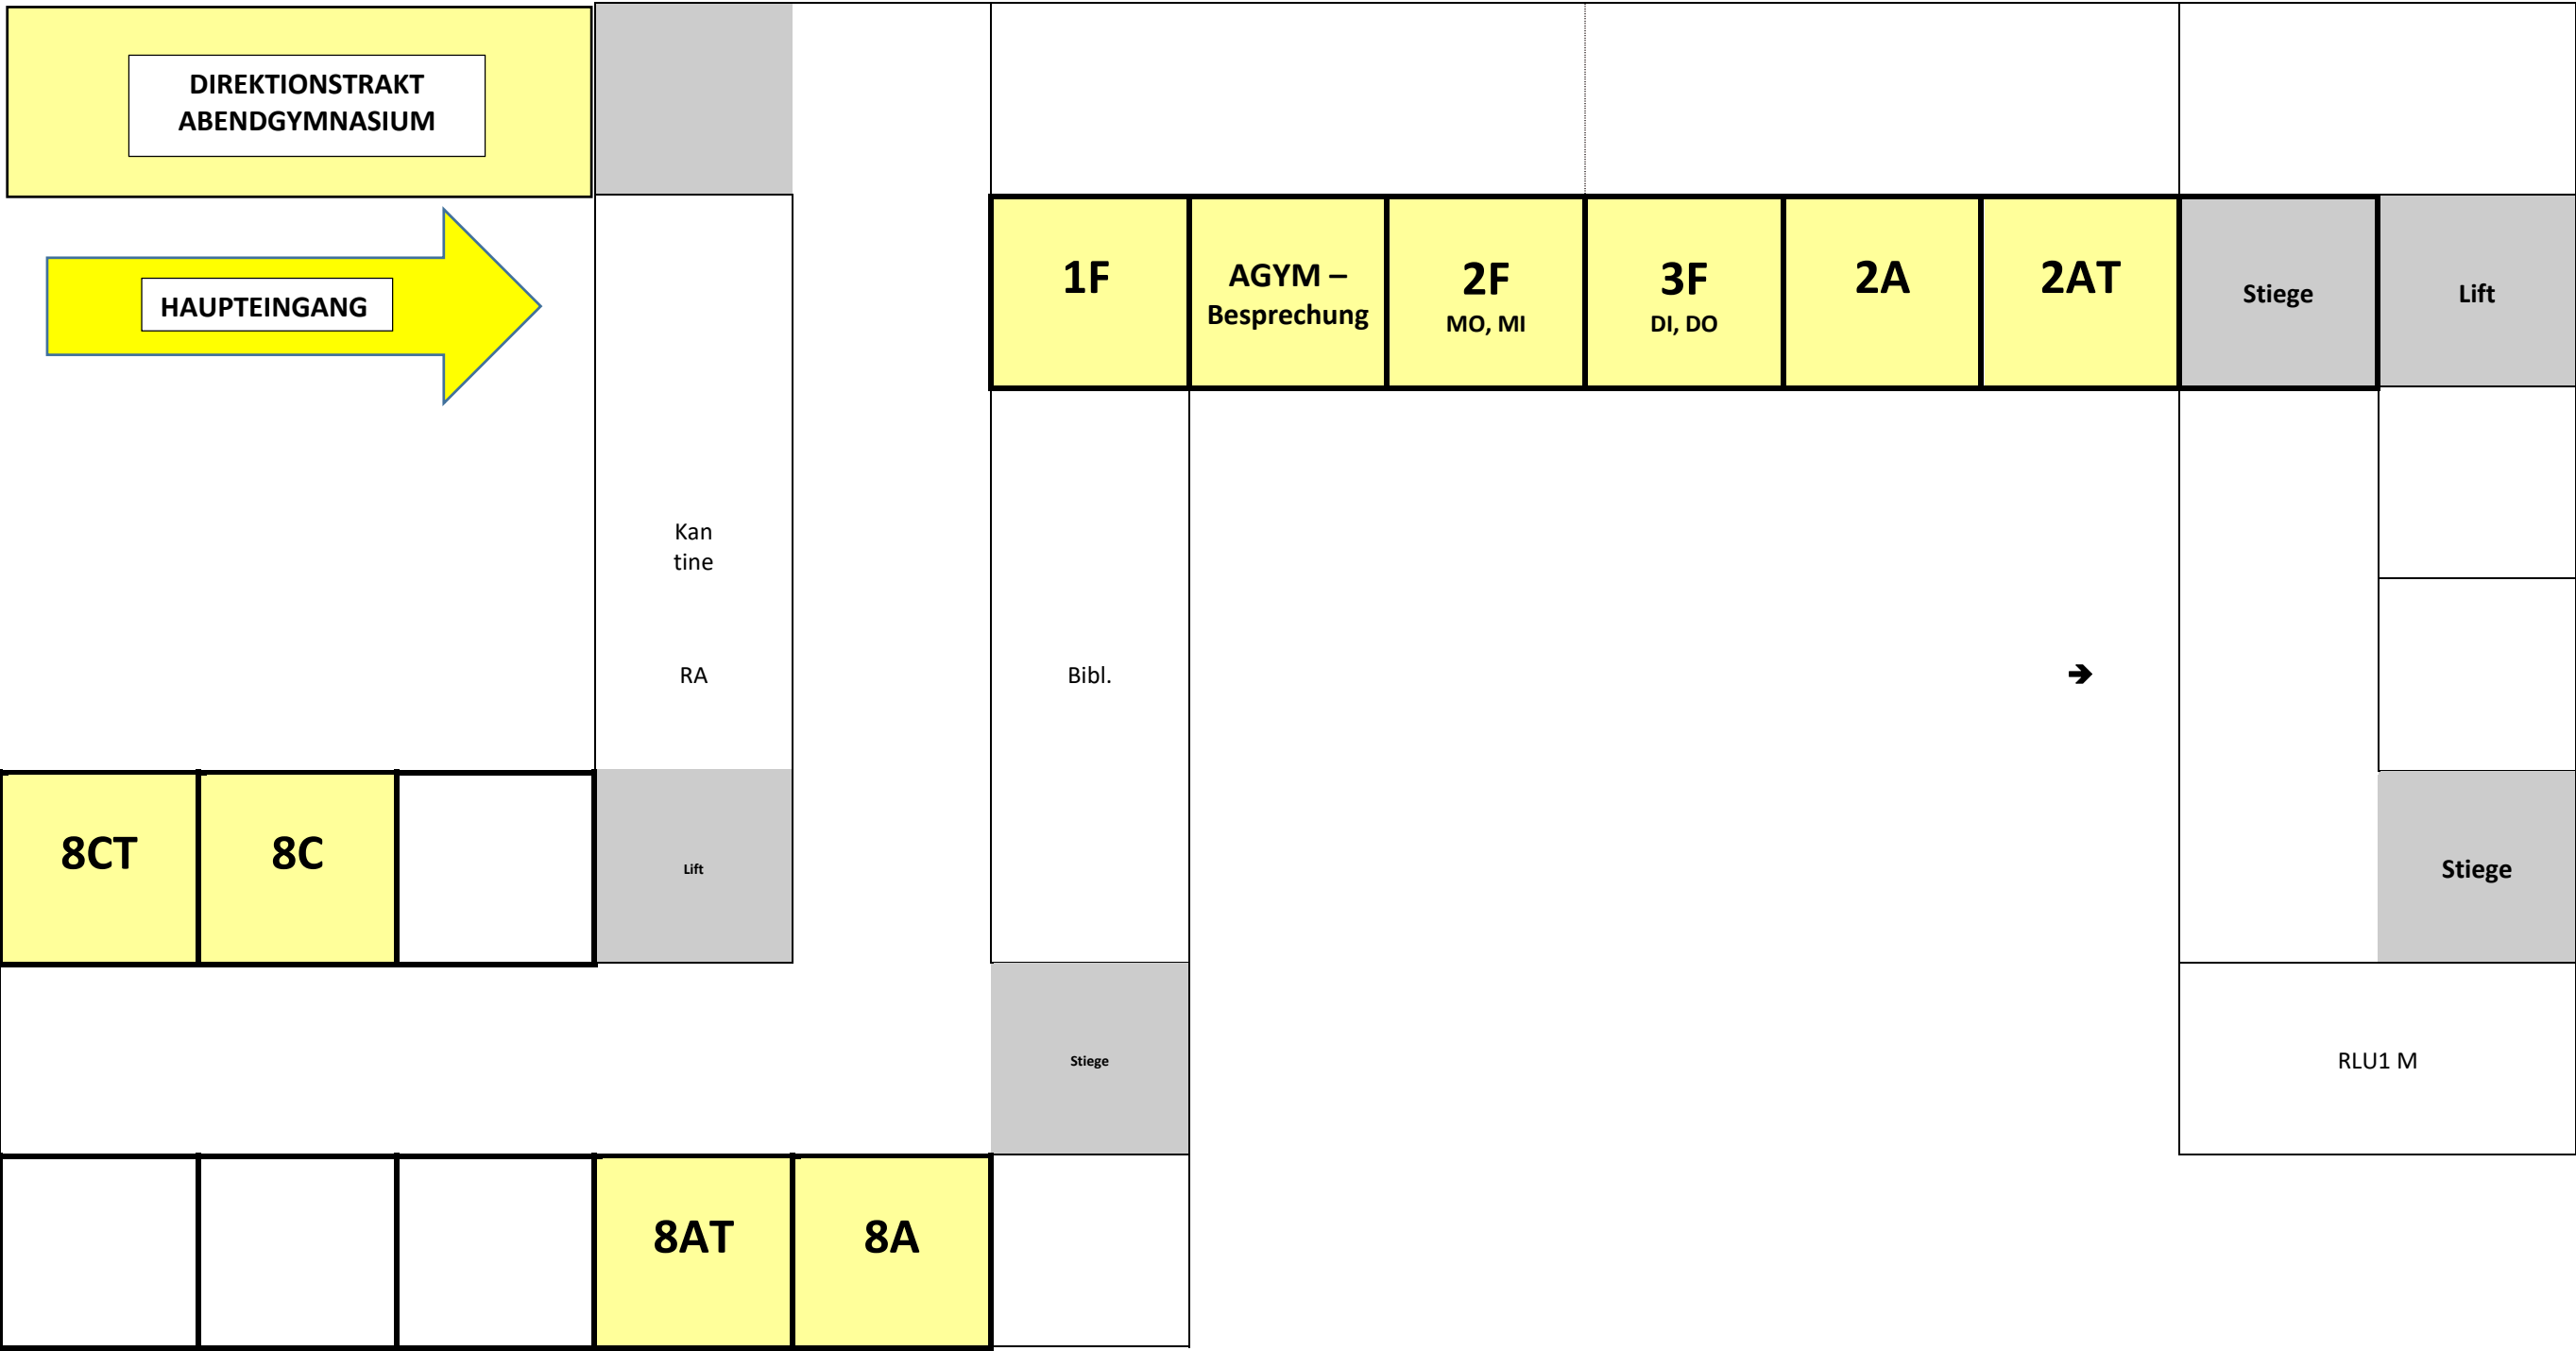 DIREKTIONSTRAKT
ABENDGYMNASIUM
HAUPTEINGANG
1F
AGYM –
Besprechung
2F
MO, MI
3F
DI, DO
2A
2AT
Stiege
Lift
Kan
tine
RA
Bibl.
➔
8CT
8C
Lift
Stiege
Stiege
RLU1 M
8AT
8A